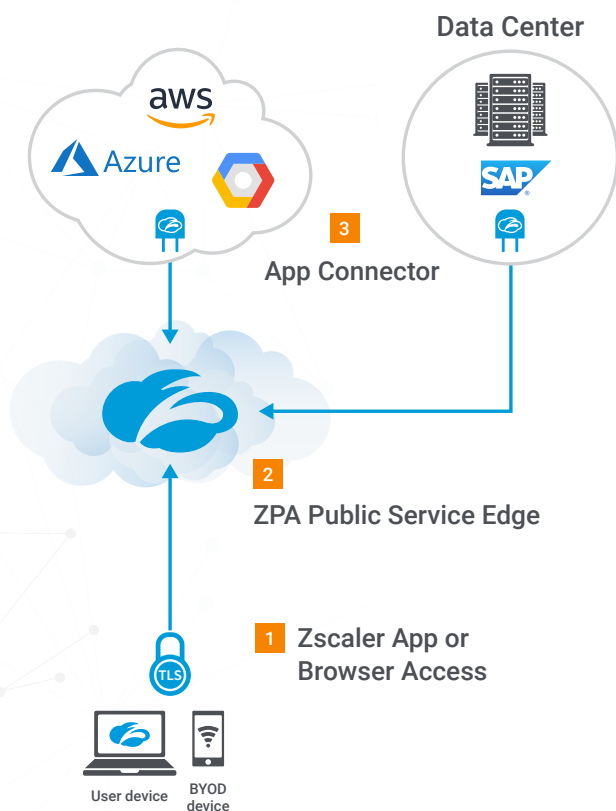 Data Center
aws
Azure
SAP
3
App Connector
2
ZPA Public Service Edge
1
Zscaler App or
Browser Access
TLS
User device
BYOD
device